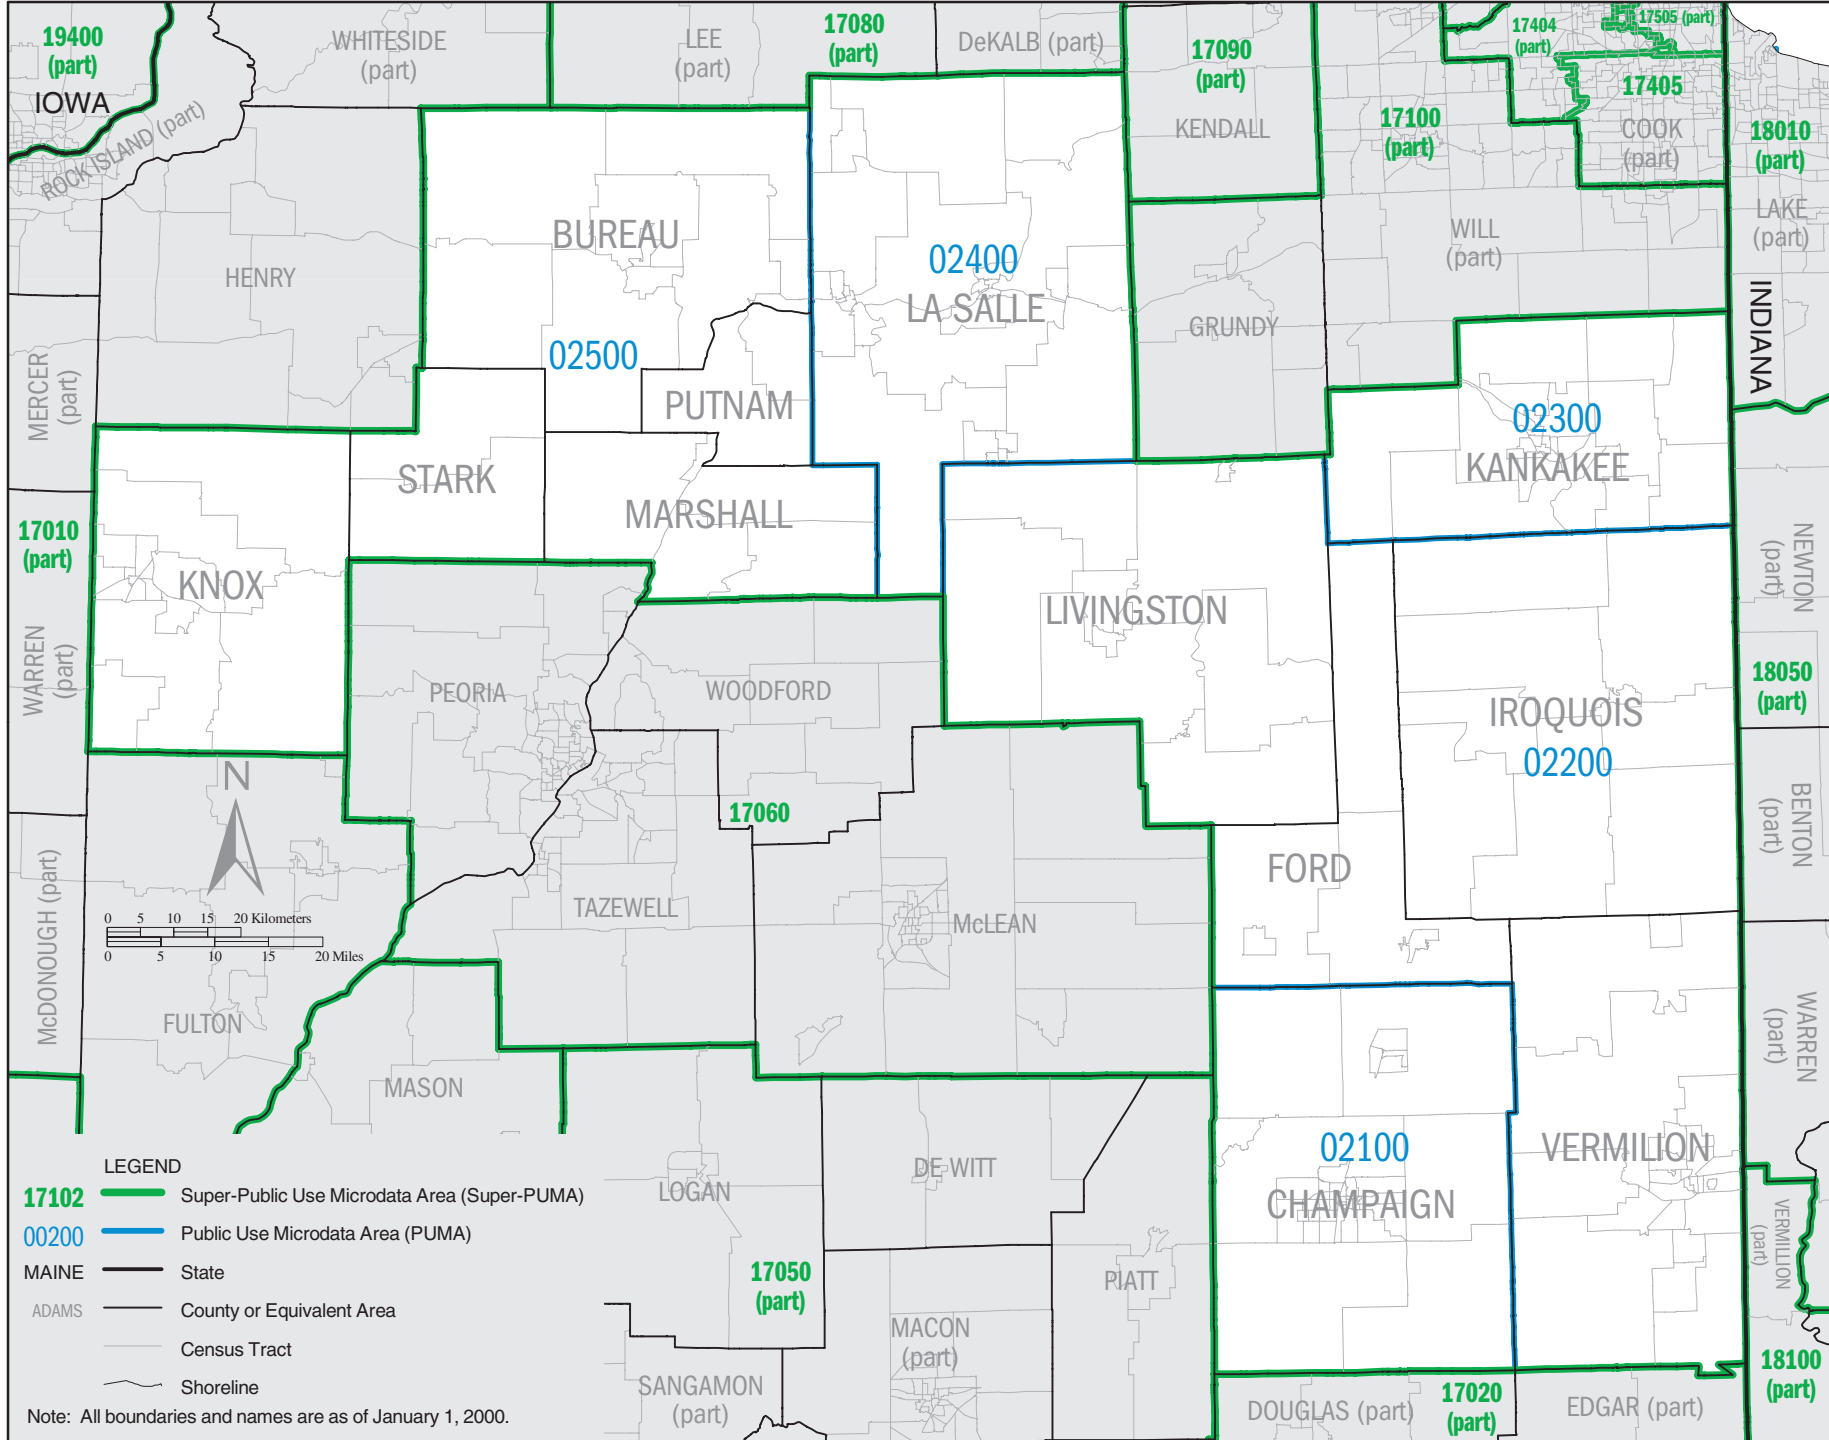 19400
(part)
IOWA
ROCK ISLAND (part)
WHITESIDE
(part)
LEE
(part)
17080
(part)
DeKALB (part)
17090
(part)
KENDALL
17404
(part)
17505 (part)
17405
17100
(part)
COOK
(part)
18010
(part)
LAKE
(part)
WILL
(part)
INDIANA
HENRY
BUREAU
02400
LA SALLE
GRUNDY
02500
MERCER
(part)
PUTNAM
02300
KANKAKEE
STARK
MARSHALL
17010
(part)
KNOX
NEWTON
(part)
LIVINGSTON
WARREN
(part)
PEORIA
WOODFORD
18050
(part)
IROQUOIS
02200
N
17060
BENTON
(part)
FORD
McDONOUGH (part)
0 5 10 15 20 Kilometers
0 5 10 15 20 Miles
TAZEWELL
McLEAN
FULTON
WARREN
(part)
MASON
02100
CHAMPAIGN
VERMILION
DE WITT
LOGAN
VERMILLION
(part)
17050
(part)
PIATT
MACON
(part)
SANGAMON
(part)
18100
(part)
DOUGLAS (part)
17020
(part)
EDGAR (part)
LEGEND
17102 Super-Public Use Microdata Area (Super-PUMA)
00200 Public Use Microdata Area (PUMA)
MAINE State
ADAMS County or Equivalent Area
Census Tract
Shoreline
Note: All boundaries and names are as of January 1, 2000.